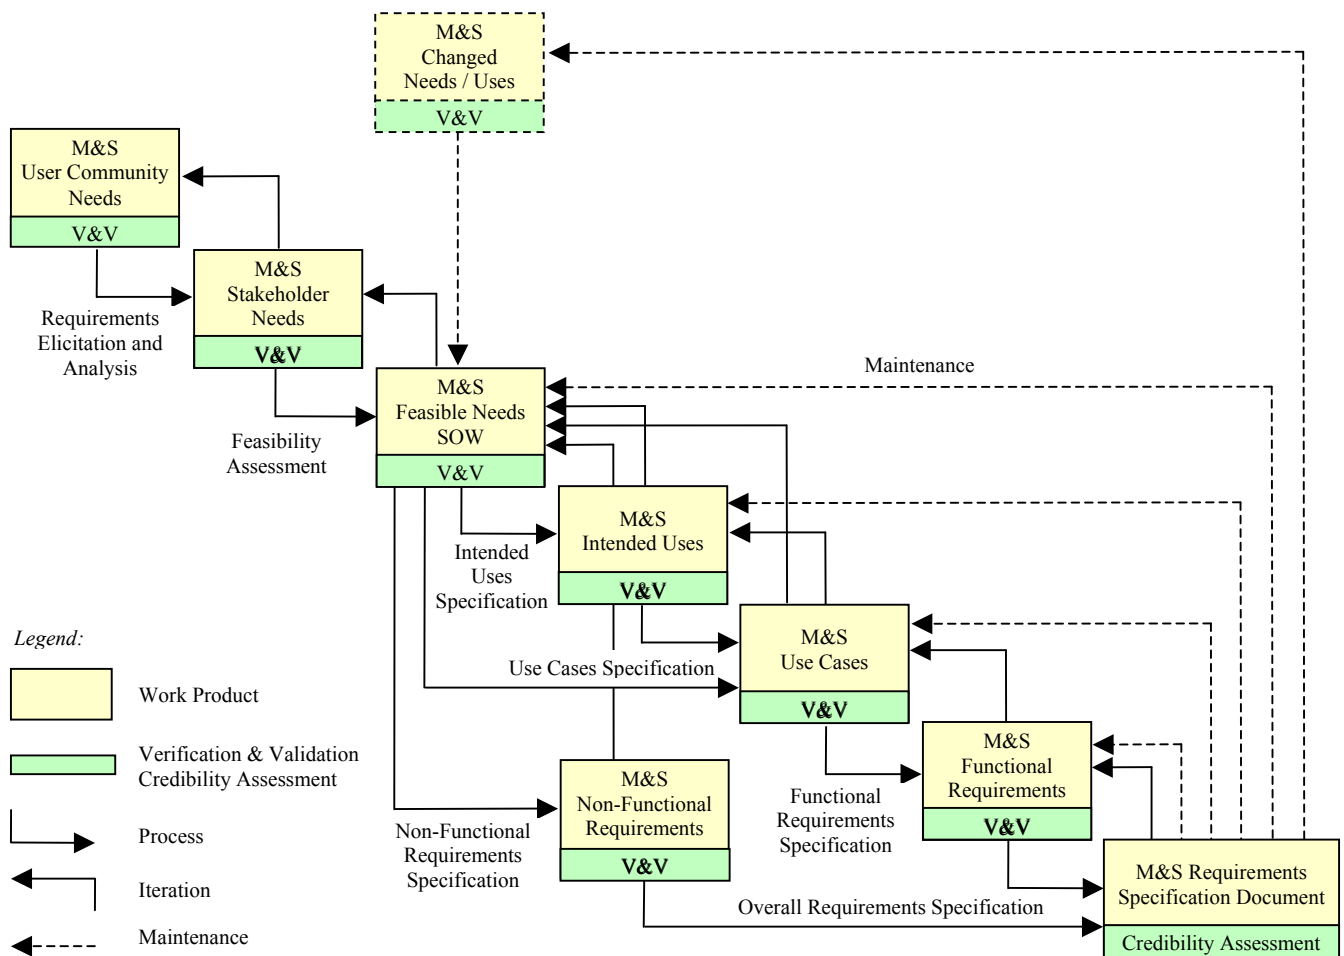 M&S
Changed
Needs / Uses
V&V
M&S
User Community
Needs
V&V
M&S
Stakeholder
Needs
V&V
Requirements
Elicitation and
Analysis
Maintenance
M&S
Feasible Needs
SOW
V&V
Feasibility
Assessment
M&S
Intended Uses
V&V
Intended
Uses
Specification
M&S
Use Cases
V&V
Use Cases Specification
M&S
Functional
Requirements
V&V
M&S
Non-Functional
Requirements
V&V
Functional
Requirements
Specification
Non-Functional
Requirements
Specification
M&S Requirements
Specification Document
Credibility Assessment
Overall Requirements Specification
Legend:
Work Product
Verification & Validation
Credibility Assessment
Process
Iteration
Maintenance